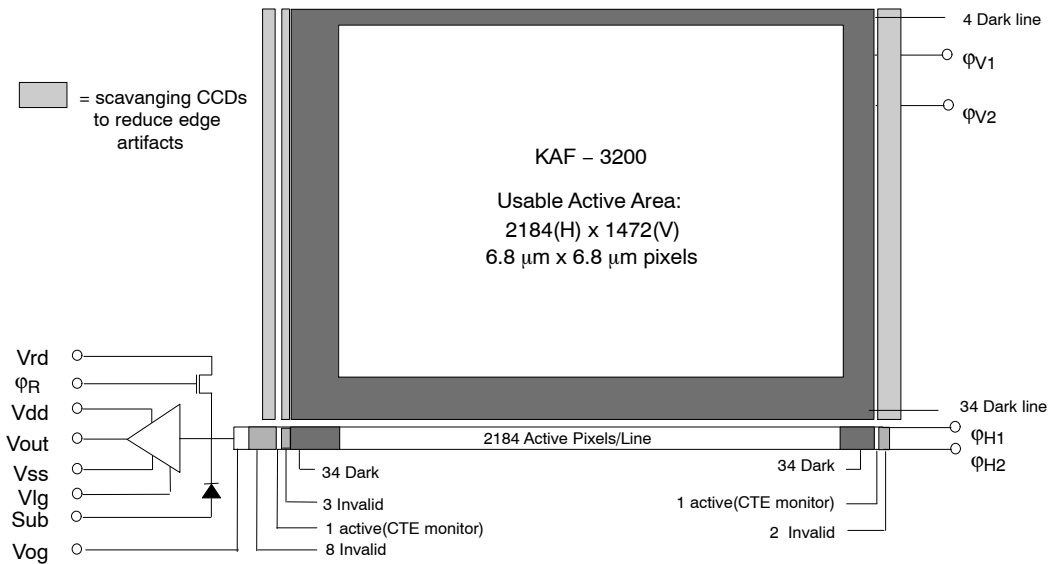 4 Dark line
φV1
= scavanging CCDs
to reduce edge
artifacts
φV2
KAF – 3200
Usable Active Area:
2184(H) x 1472(V)
6.8 μm x 6.8 μm pixels
Vrd
φR
Vdd
34 Dark line
Vout
2184 Active Pixels/Line
φH1
φH2
Vss
34 Dark
34 Dark
Vlg
3 Invalid
1 active(CTE monitor)
Sub
1 active(CTE monitor)
2 Invalid
Vog
8 Invalid